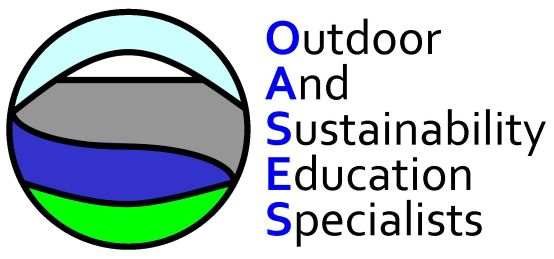 Outdoor
And
Sustainability
Education
Specialists